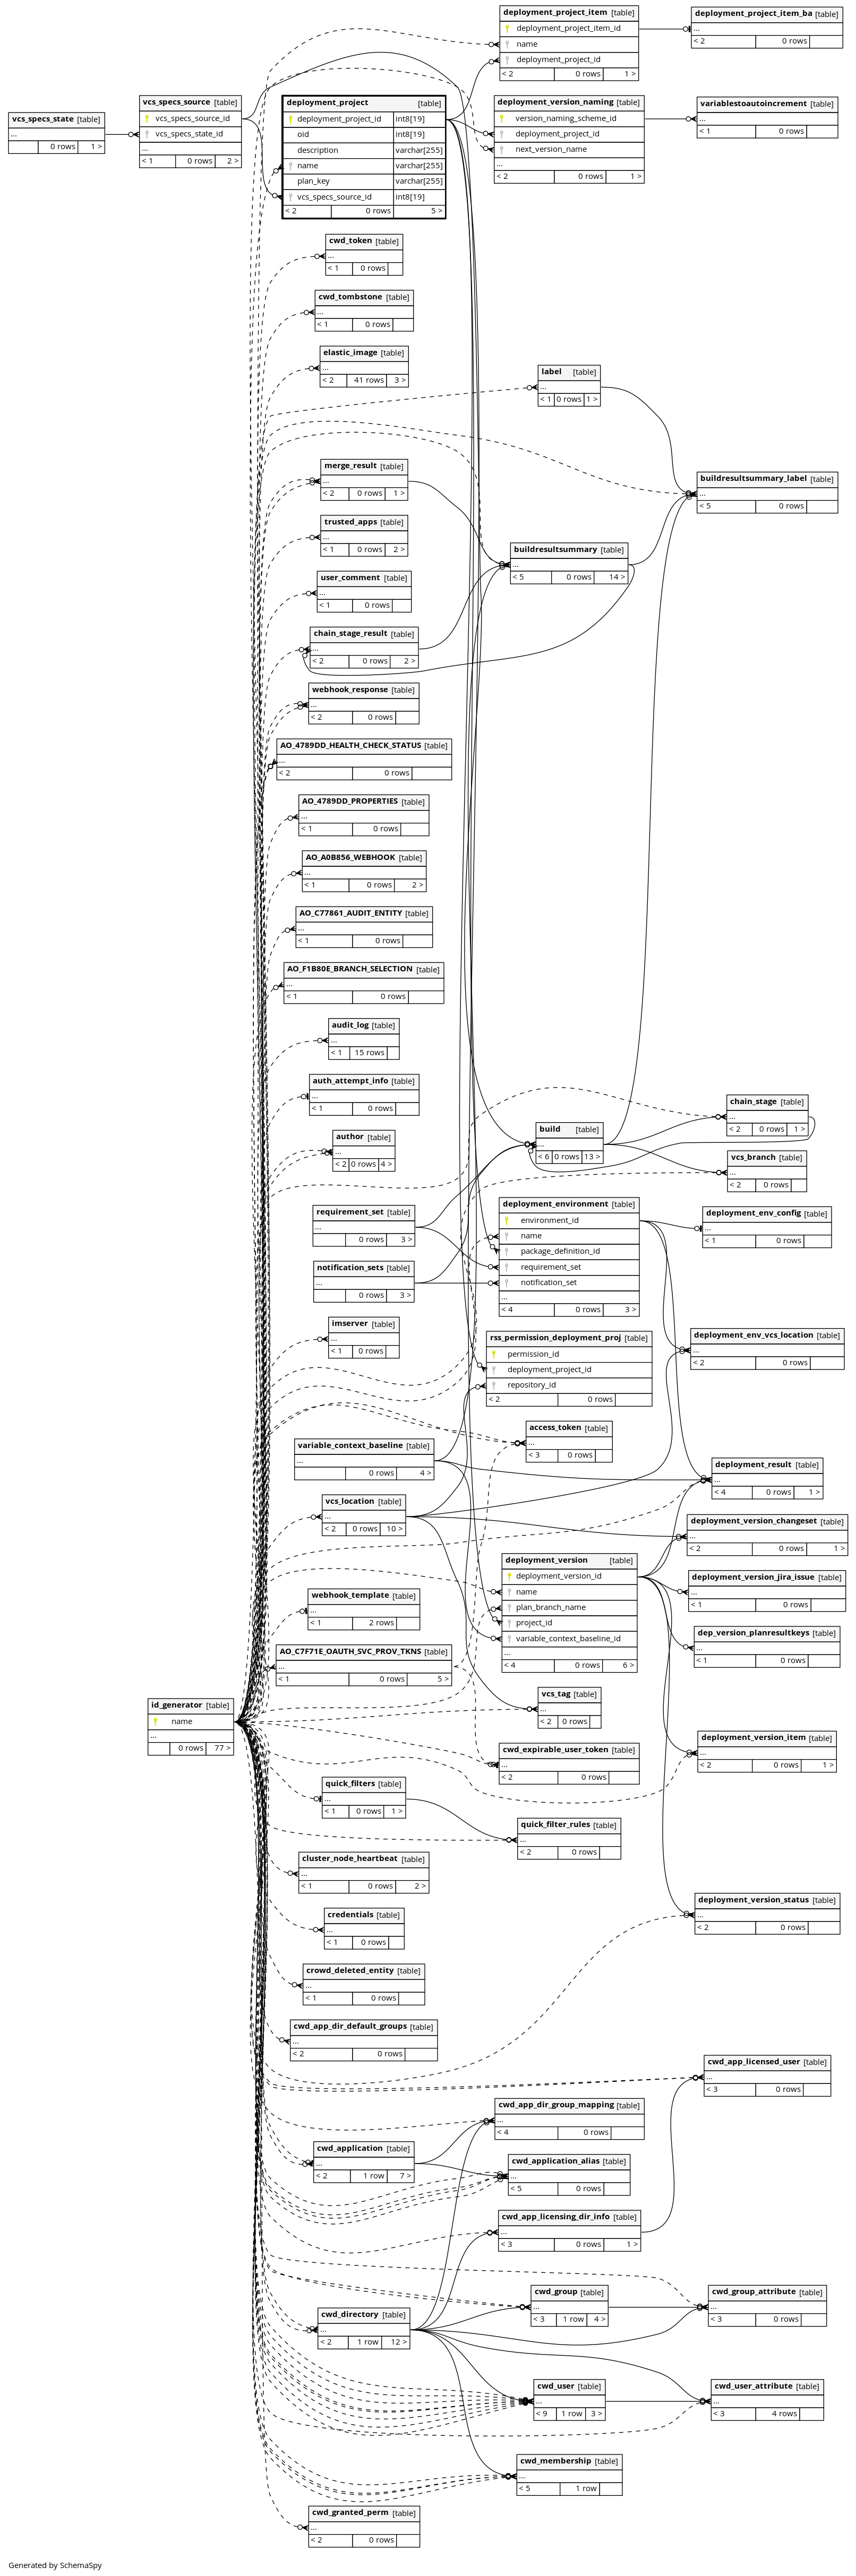 deployment_project_item [table]
deployment_project_item_id
name
deployment_project_id
< 2 0 rows 1 >
deployment_project_item_ba [table]
...
< 2 0 rows
vcs_specs_state [table]
...
0 rows 1 >
vcs_specs_source [table]
vcs_specs_source_id
vcs_specs_state_id
...
< 1 0 rows 2 >
deployment_project [table]
deployment_project_id int8[19]
oid int8[19]
description varchar[255]
name varchar[255]
plan_key varchar[255]
vcs_specs_source_id int8[19]
< 2 0 rows 5 >
deployment_version_naming [table]
version_naming_scheme_id
deployment_project_id
next_version_name
...
< 2 0 rows 1 >
variablestoautoincrement [table]
...
< 1 0 rows
cwd_token [table]
...
< 1 0 rows
cwd_tombstone [table]
...
< 1 0 rows
elastic_image [table]
...
< 2 41 rows 3 >
label [table]
...
< 1 0 rows 1 >
merge_result [table]
...
< 2 0 rows 1 >
buildresultsummary_label [table]
...
< 5 0 rows
trusted_apps [table]
...
< 1 0 rows 2 >
buildresultsummary [table]
...
< 5 0 rows 14 >
user_comment [table]
...
< 1 0 rows
chain_stage_result [table]
...
< 2 0 rows 2 >
webhook_response [table]
...
< 2 0 rows
AO_4789DD_HEALTH_CHECK_STATUS [table]
...
< 2 0 rows
AO_4789DD_PROPERTIES [table]
...
< 1 0 rows
AO_A0B856_WEBHOOK [table]
...
< 1 0 rows 2 >
AO_C77861_AUDIT_ENTITY [table]
...
< 1 0 rows
AO_F1B80E_BRANCH_SELECTION [table]
...
< 1 0 rows
audit_log [table]
...
< 1 15 rows
auth_attempt_info [table]
...
< 1 0 rows
chain_stage [table]
...
< 2 0 rows 1 >
author [table]
...
< 2 0 rows 4 >
build [table]
...
< 6 0 rows 13 >
vcs_branch [table]
...
< 2 0 rows
requirement_set [table]
...
0 rows 3 >
deployment_environment [table]
environment_id
name
package_definition_id
requirement_set
notification_set
...
< 4 0 rows 3 >
deployment_env_config [table]
...
< 1 0 rows
notification_sets [table]
...
0 rows 3 >
imserver [table]
...
< 1 0 rows
rss_permission_deployment_proj [table]
permission_id
deployment_project_id
repository_id
< 2 0 rows
deployment_env_vcs_location [table]
...
< 2 0 rows
access_token [table]
...
< 3 0 rows
variable_context_baseline [table]
...
0 rows 4 >
deployment_result [table]
...
< 4 0 rows 1 >
vcs_location [table]
...
< 2 0 rows 10 >
deployment_version_changeset [table]
...
< 2 0 rows 1 >
deployment_version [table]
deployment_version_id
name
plan_branch_name
project_id
variable_context_baseline_id
...
< 4 0 rows 6 >
deployment_version_jira_issue [table]
...
< 1 0 rows
webhook_template [table]
...
< 1 2 rows
dep_version_planresultkeys [table]
...
< 1 0 rows
AO_C7F71E_OAUTH_SVC_PROV_TKNS [table]
...
< 1 0 rows 5 >
vcs_tag [table]
...
< 2 0 rows
id_generator [table]
name
...
0 rows 77 >
deployment_version_item [table]
...
< 2 0 rows 1 >
cwd_expirable_user_token [table]
...
< 2 0 rows
quick_filters [table]
...
< 1 0 rows 1 >
quick_filter_rules [table]
...
< 2 0 rows
cluster_node_heartbeat [table]
...
< 1 0 rows 2 >
deployment_version_status [table]
...
< 2 0 rows
credentials [table]
...
< 1 0 rows
crowd_deleted_entity [table]
...
< 1 0 rows
cwd_app_dir_default_groups [table]
...
< 2 0 rows
cwd_app_licensed_user [table]
...
< 3 0 rows
cwd_app_dir_group_mapping [table]
...
< 4 0 rows
cwd_application [table]
...
< 2 1 row 7 >
cwd_application_alias [table]
...
< 5 0 rows
cwd_app_licensing_dir_info [table]
...
< 3 0 rows 1 >
cwd_group [table]
...
< 3 1 row 4 >
cwd_group_attribute [table]
...
< 3 0 rows
cwd_directory [table]
...
< 2 1 row 12 >
cwd_user [table]
...
< 9 1 row 3 >
cwd_user_attribute [table]
...
< 3 4 rows
cwd_membership [table]
...
< 5 1 row
cwd_granted_perm [table]
...
< 2 0 rows
Generated by SchemaSpy